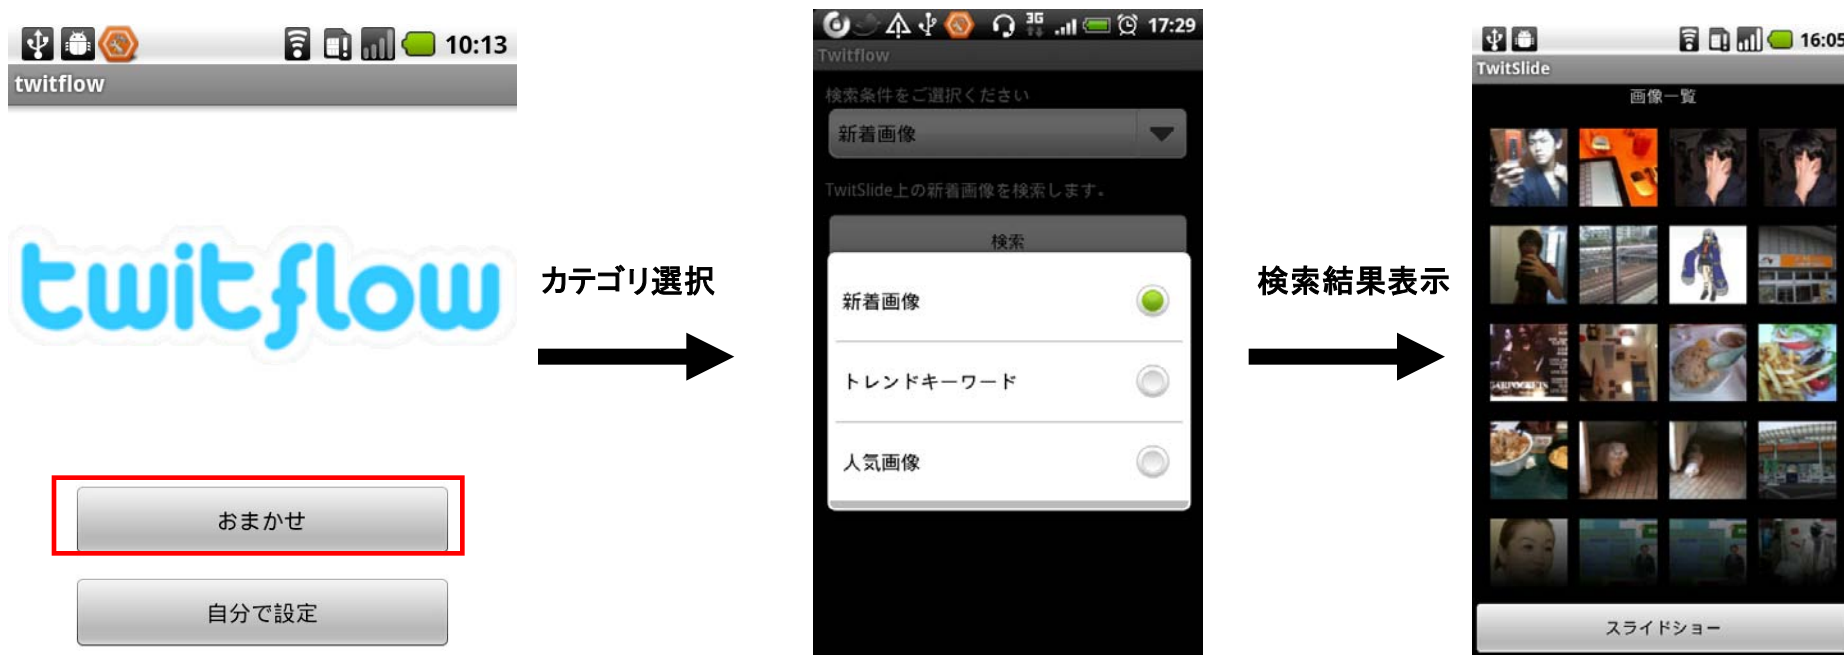 10:13
twitflow
twitflow
おまかせ
自分で設定
カテゴリ選択
3G
17:29
Twitflow
検索条件をご選択ください
新着画像
TwitSlide上の新着画像を検索します。
検索
新着画像
トレンドキーワード
人気画像
検索結果表示
16:05
TwitSlide
画像一覧
スライドショー